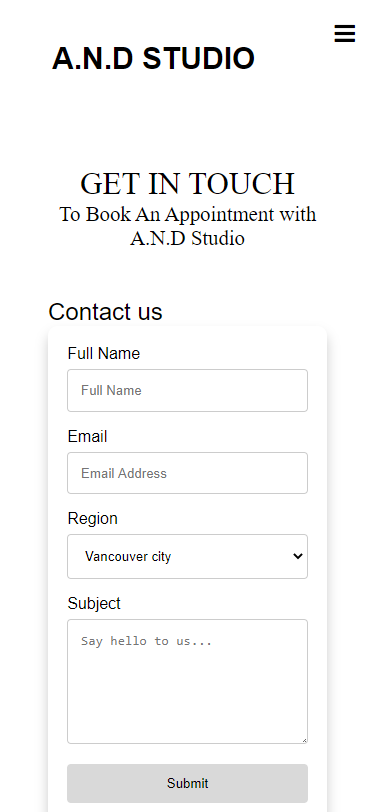 A.N.D STUDIO
GET IN TOUCH
To Book An Appointment with
A.N.D Studio
Contact us
Full Name
Full Name
Email
Email Address
Region
Vancouver city
Subject
Say hello to us...
Submit